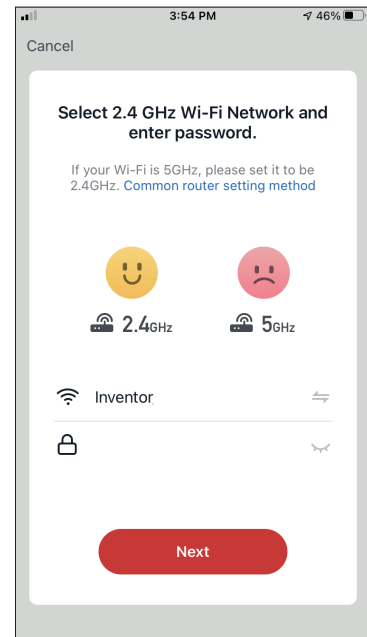 3:54 PM 46%
Cancel
Select 2.4 GHz Wi-Fi Network and
enter password.
If your Wi-Fi is 5GHz, please set it to be
2.4GHz. Common router setting method
2.4GHz 5GHz
Inventor
Next